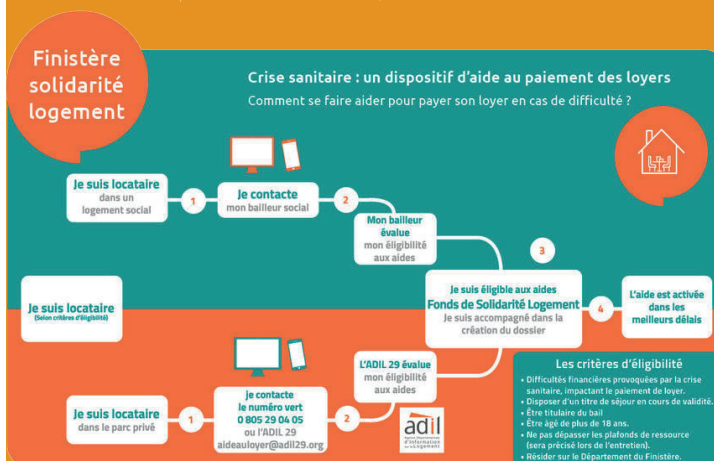 Finistère
solidarité
logement
Crise sanitaire : un dispositif d'aide au paiement des loyers
Comment se faire aider pour payer son loyer en cas de difficulté ?
Je suis locataire
dans un
logement social
1
Je contacte
mon bailleur social
2
Mon bailleur
évalue
mon éligibilité
aux aides
3
Je suis locataire
(Selon critères d'éligibilité)
Je suis éligible aux aides
Fonds de Solidarité Logement
Je suis accompagné dans la
création du dossier
4
L'aide est activée
dans les
meilleurs délais
Je suis locataire
dans le parc privé
1
je contacte
le numéro vert
0 805 29 04 05
ou l'ADIL 29
aideauloyer@adil29.org
2
L'ADIL 29 évalue
mon éligibilité
aux aides
adil
Agence Départementale
d'Information
sur le Logement
Les critères d'éligibilité
• Difficultés financières provoquées par la crise
sanitaire, impactant le paiement de loyer.
• Disposer d'un titre de séjour en cours de validité.
• Être titulaire du bail
• Être âgé de plus de 18 ans.
• Ne pas dépasser les plafonds de ressource
(sera précisé lors de l'entretien).
• Résider sur le Département du Finistère.